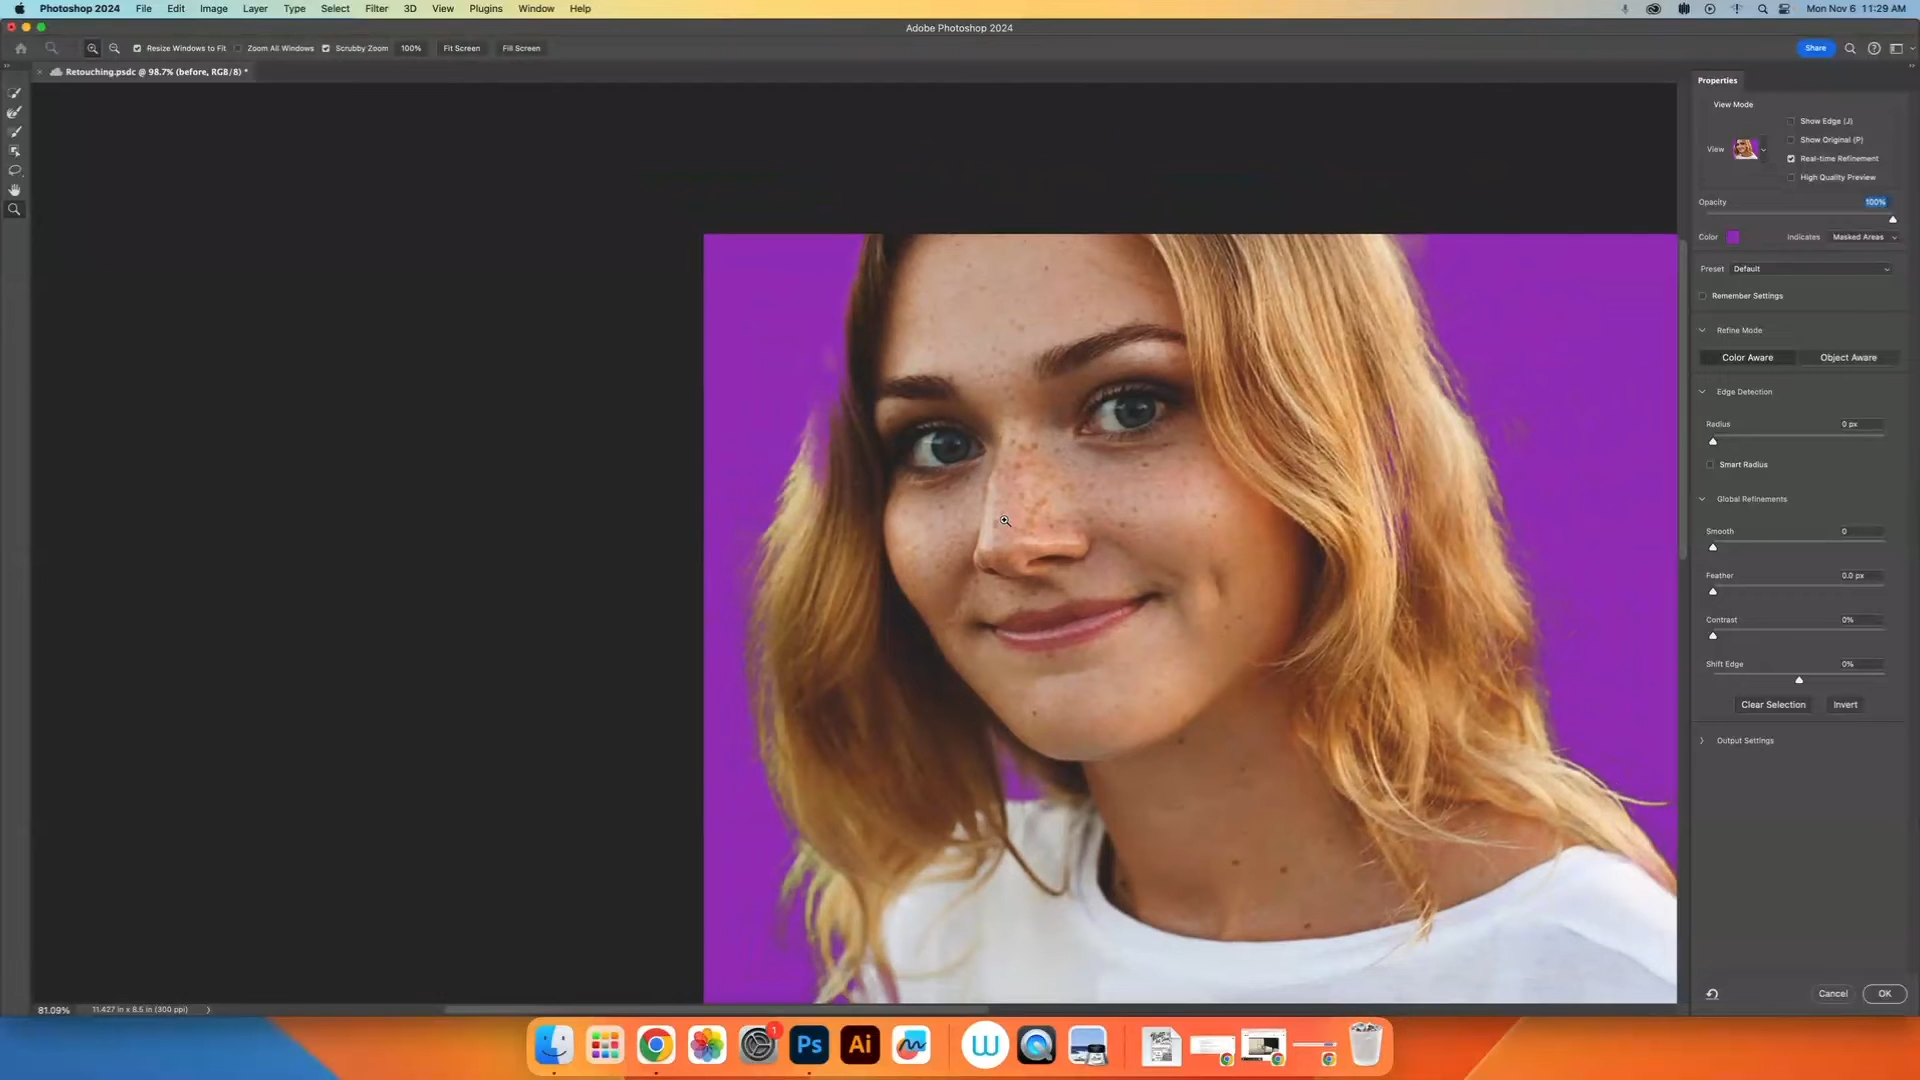 Photoshop 2024 File Edit Image Layer Type Select Filter 3D View Plugins Window Help Mon Nov 6 11:29 AM
Adobe Photoshop 2024
Resize Windows to Fit Zoom All Windows Scrubby Zoom 100% Fit Screen Fill Screen Share
Retouching.psdc @ 98.7% (before, RGB/8) *
Properties
View Mode
Show Edge (J)
Show Original (P)
View
Real-time Refinement
High Quality Preview
Opacity 100%
Color Indicates Masked Areas
Preset Default
Remember Settings
Refine Mode
Color Aware Object Aware
Edge Detection
Radius 0 px
Smart Radius
Global Refinements
Smooth 0
Feather 0.0 px
Contrast 0%
Shift Edge 0%
Clear Selection Invert
Output Settings
Cancel OK
81.09% 11.427 in x 8.5 in (300 ppi)
1
Ps Ai